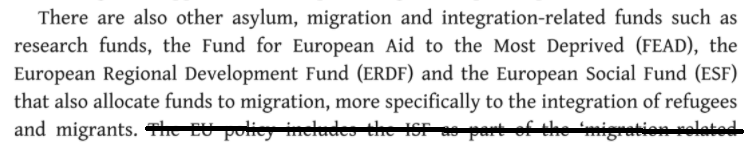 There are also other asylum, migration and integration-related funds such as
research funds, the Fund for European Aid to the Most Deprived (FEAD), the
European Regional Development Fund (ERDF) and the European Social Fund (ESF)
that also allocate funds to migration, more specifically to the integration of refugees
and migrants. The EU policy includes the ISF as part of the ‘migration-related